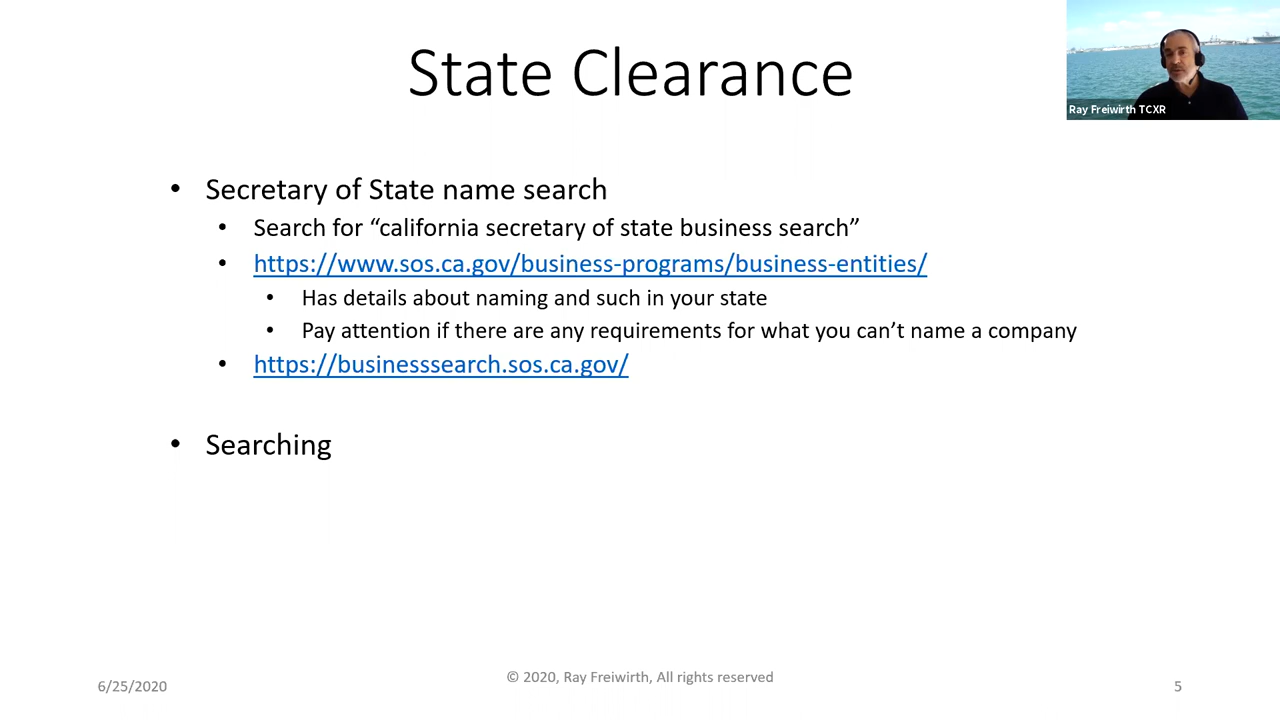 State Clearance
Ray Freiwirth TCXR
• Secretary of State name search
• Search for “california secretary of state business search”
• https://www.sos.ca.gov/business-programs/business-entities/
• Has details about naming and such in your state
• Pay attention if there are any requirements for what you can’t name a company
• https://businesssearch.sos.ca.gov/
• Searching
6/25/2020
© 2020, Ray Freiwirth, All rights reserved
5